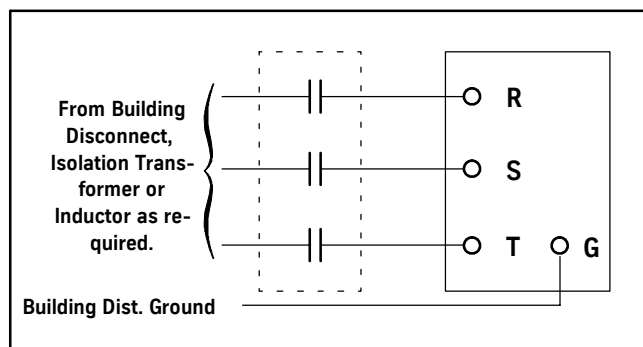 From Building
Disconnect,
Isolation Trans-
former or
Inductor as re-
quired.
R
S
T
G
Building Dist. Ground